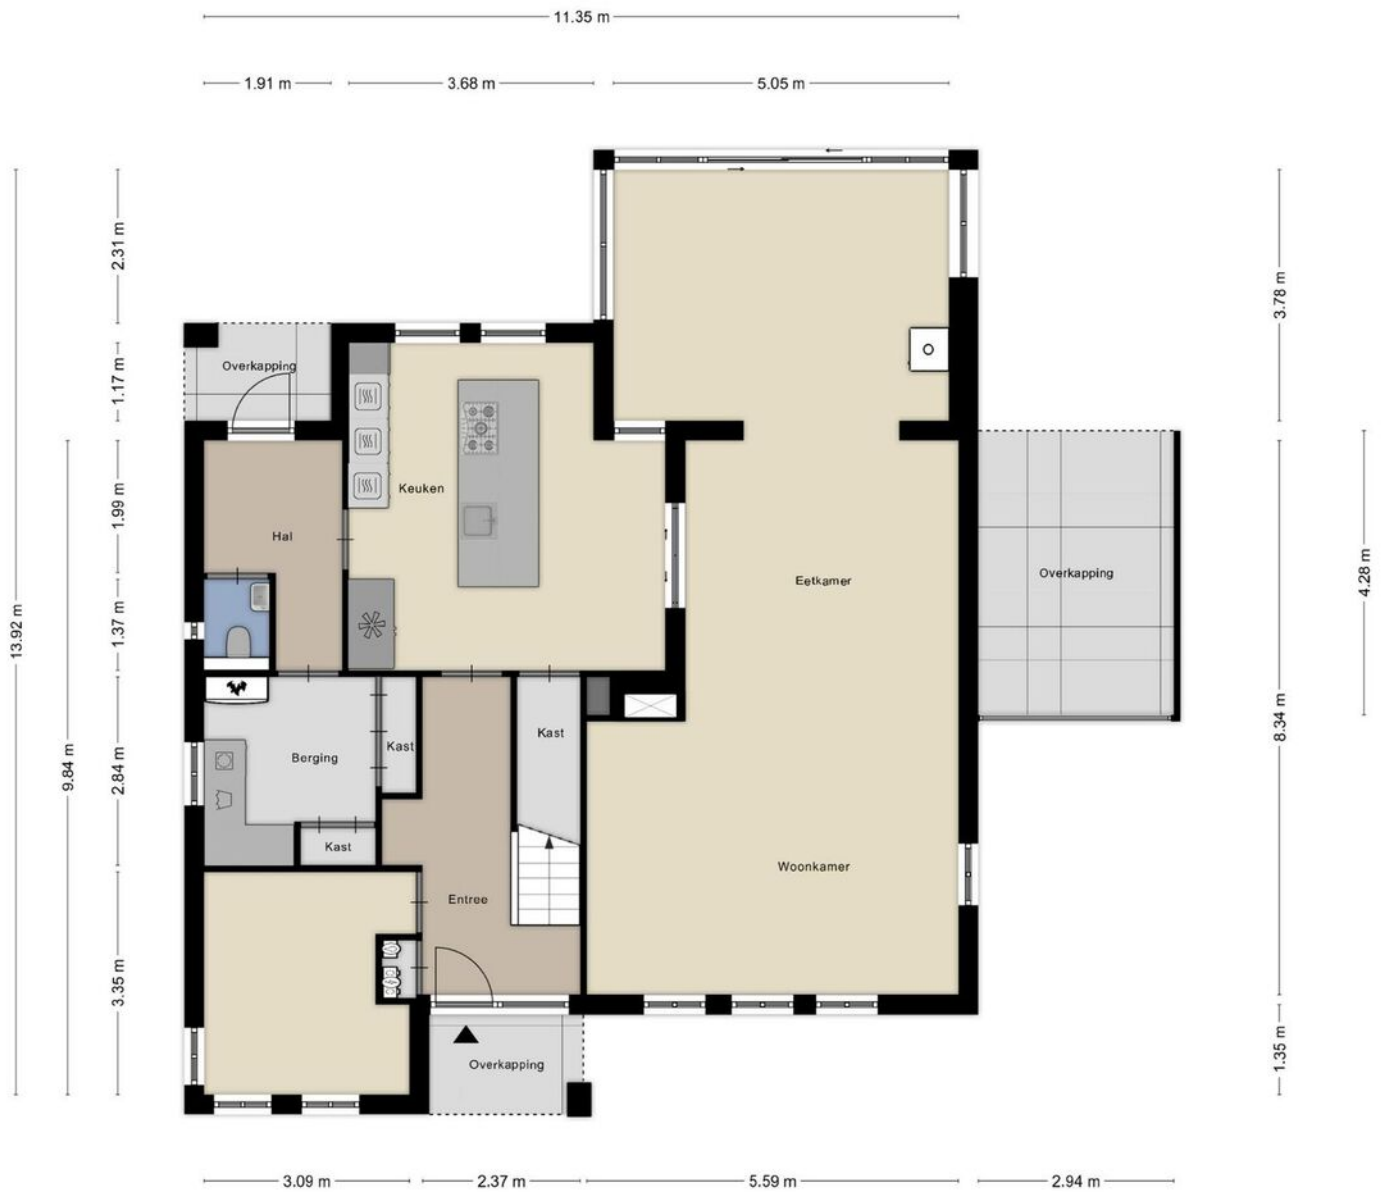 11.35 m
1.91 m
3.68 m
5.05 m
2.31 m
3.78 m
Overkapping
1.17 m
Keuken
1.99 m
Hal
Eetkamer
Overkapping
4.28 m
13.92 m
1.37 m
8.34 m
Kast
Kast
Berging
2.84 m
9.84 m
Kast
Woonkamer
Entree
3.35 m
1.35 m
Overkapping
3.09 m
2.37 m
5.59 m
2.94 m